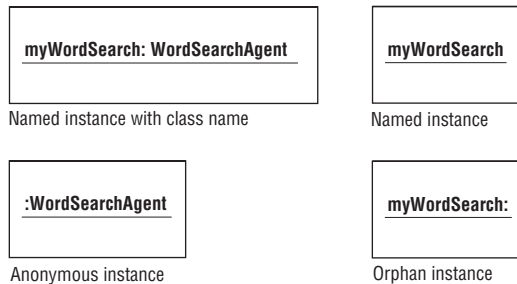 myWordSearch: WordSearchAgent
Named instance with class name
myWordSearch
Named instance
:WordSearchAgent
Anonymous instance
myWordSearch:
Orphan instance